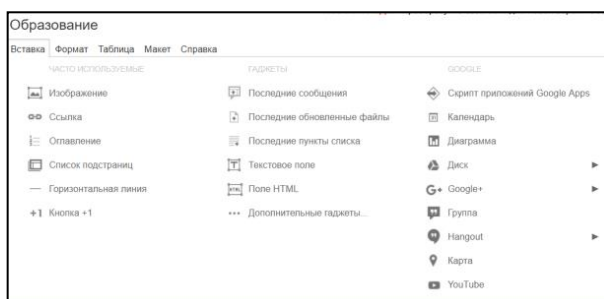 Образование
Вставка Формат Таблица Макет Справка
ЧАСТО ИСПОЛЬЗУЕМЫЕ ГАДЖЕТЫ GOOGLE
Изображение Последние сообщения Скрипт приложений Google Apps
Ссылка Последние обновленные файлы Календарь
Оглавление Последние пункты списка Диаграмма
Список подстраниц Текстовое поле Диск
Горизонтальная линия Поле HTML Google+
+1 Кнопка +1 Дополнительные гаджеты... Группа
Hangout
Карта
YouTube